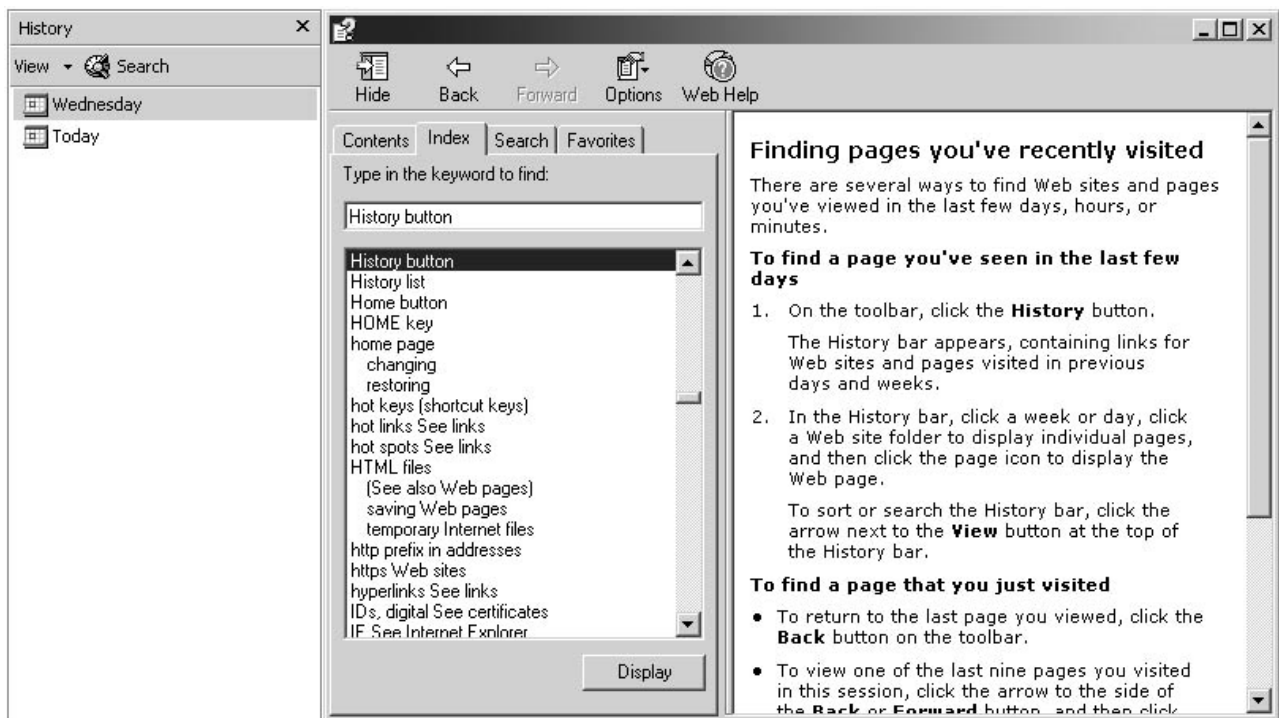 History
View Search
Wednesday
Today
Hide Back Forward Options Web Help
Contents Index Search Favorites
Type in the keyword to find:
History button
History button
History list
Home button
HOME key
home page
changing
restoring
hot keys (shortcut keys)
hot links See links
hot spots See links
HTML files
(See also Web pages)
saving Web pages
temporary Internet files
http prefix in addresses
https Web sites
hyperlinks See links
IDs, digital See certificates
IE See Internet Explorer
Display
Finding pages you've recently visited
There are several ways to find Web sites and pages
you've viewed in the last few days, hours, or
minutes.
To find a page you've seen in the last few
days
1. On the toolbar, click the History button.
The History bar appears, containing links for
Web sites and pages visited in previous
days and weeks.
2. In the History bar, click a week or day, click
a Web site folder to display individual pages,
and then click the page icon to display the
Web page.
To sort or search the History bar, click the
arrow next to the View button at the top of
the History bar.
To find a page that you just visited
• To return to the last page you viewed, click the
Back button on the toolbar.
• To view one of the last nine pages you visited
in this session, click the arrow to the side of
the Back or Forward button, and then click